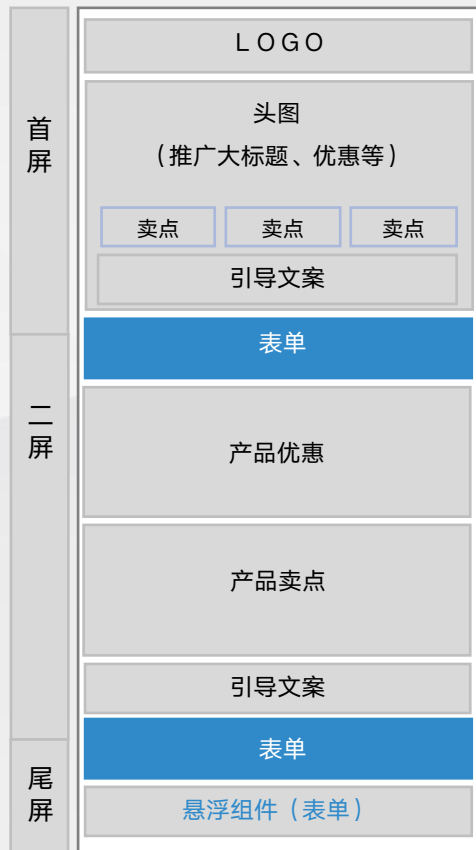 首屏
LOGO
头图
（推广大标题、优惠等）
卖点
卖点
卖点
引导文案
表单
二屏
产品优惠
产品卖点
引导文案
表单
尾屏
悬浮组件（表单）